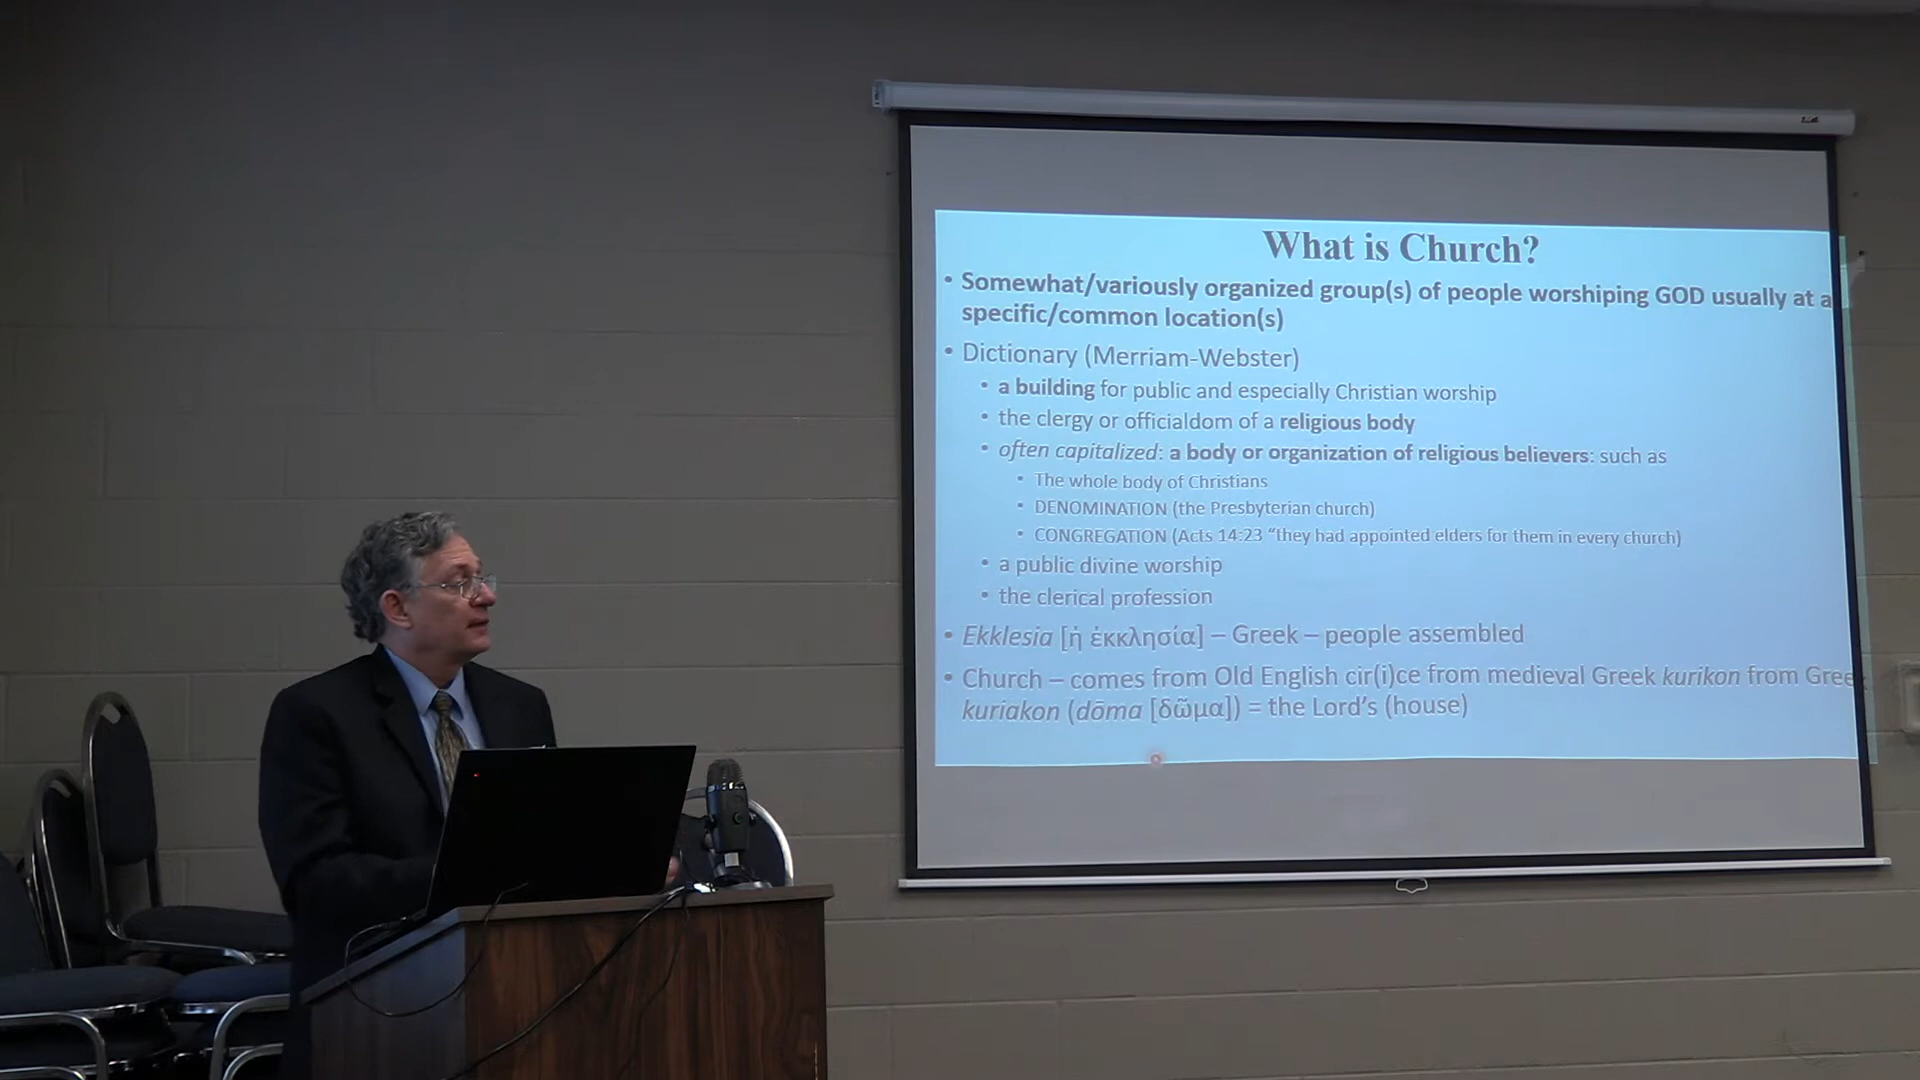 What is Church?
• Somewhat/variously organized group(s) of people worshiping GOD usually at a
specific/common location(s)
• Dictionary (Merriam-Webster)
• a building for public and especially Christian worship
• the clergy or officialdom of a religious body
• often capitalized: a body or organization of religious believers: such as
• The whole body of Christians
• DENOMINATION (the Presbyterian church)
• CONGREGATION (Acts 14:23 “they had appointed elders for them in every church)
• a public divine worship
• the clerical profession
• Ekklesia [ἡ ἐκκλησία] – Greek – people assembled
• Church – comes from Old English cir(i)ce from medieval Greek kurikon from Greek
kuriakon (dōma [δῶμα]) = the Lord’s (house)